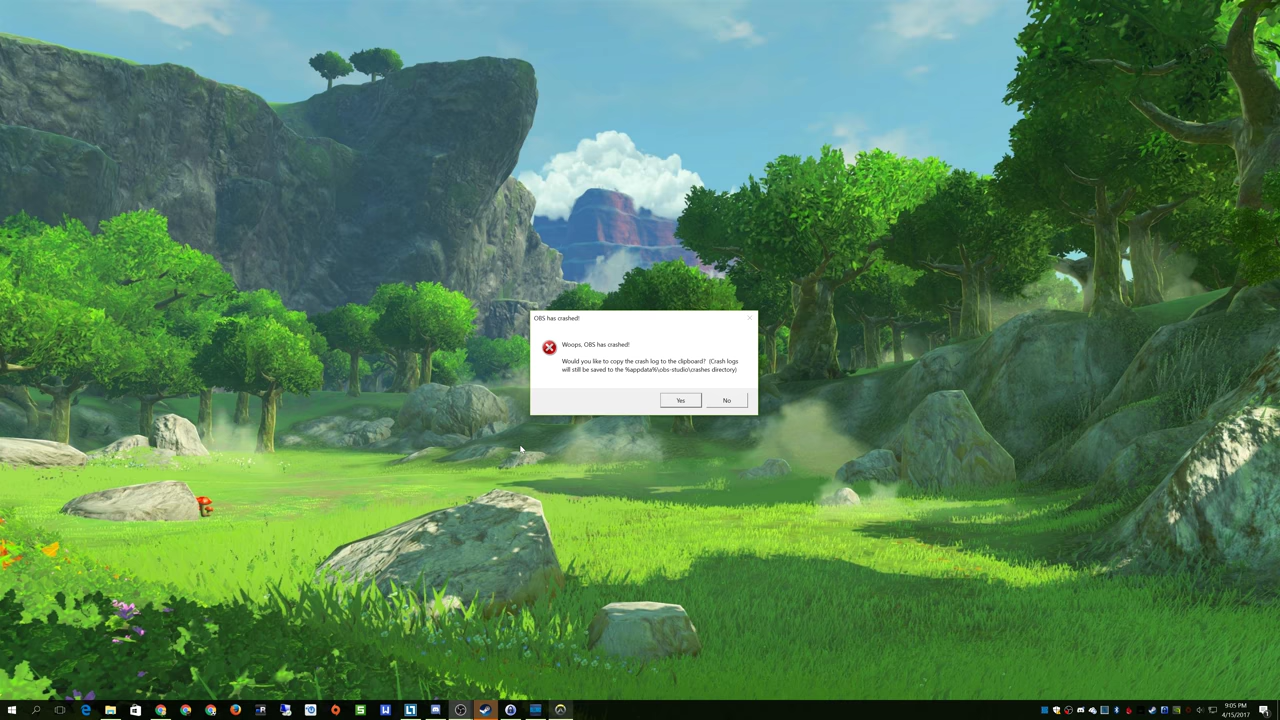 OBS has crashed!
Woops, OBS has crashed!
Would you like to copy the crash log to the clipboard? (Crash logs
will still be saved to the %appdata%\obs-studio\crashes directory)
Yes
No
9:05 PM
4/15/2017